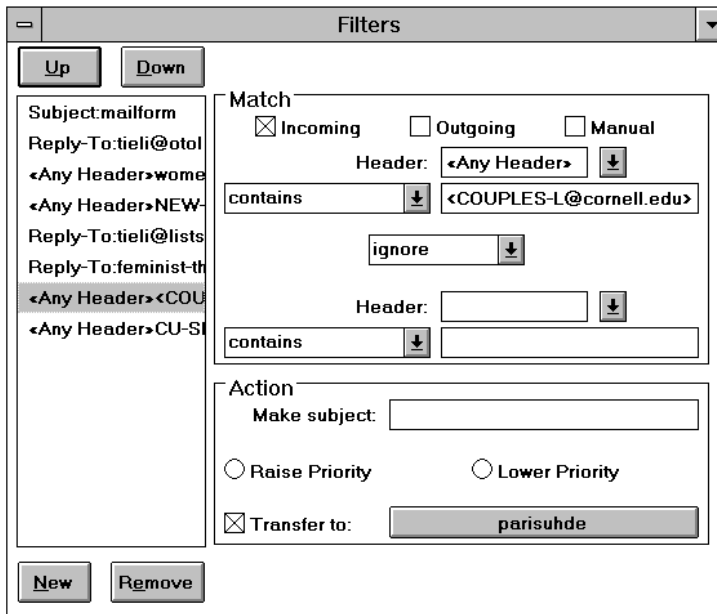 Filters
Up Down
Subject:mailform
Reply-To:tieli@otol
«Any Header»wome
«Any Header»NEW-
Reply-To:tieli@lists
Reply-To:feminist-th
«Any Header»<COU
«Any Header»CU-SI
New Remove
Match
Incoming Outgoing Manual
Header: «Any Header»
contains <COUPLES-L@cornell.edu>
ignore
Header:
contains
Action
Make subject:
Raise Priority Lower Priority
Transfer to: parisuhde